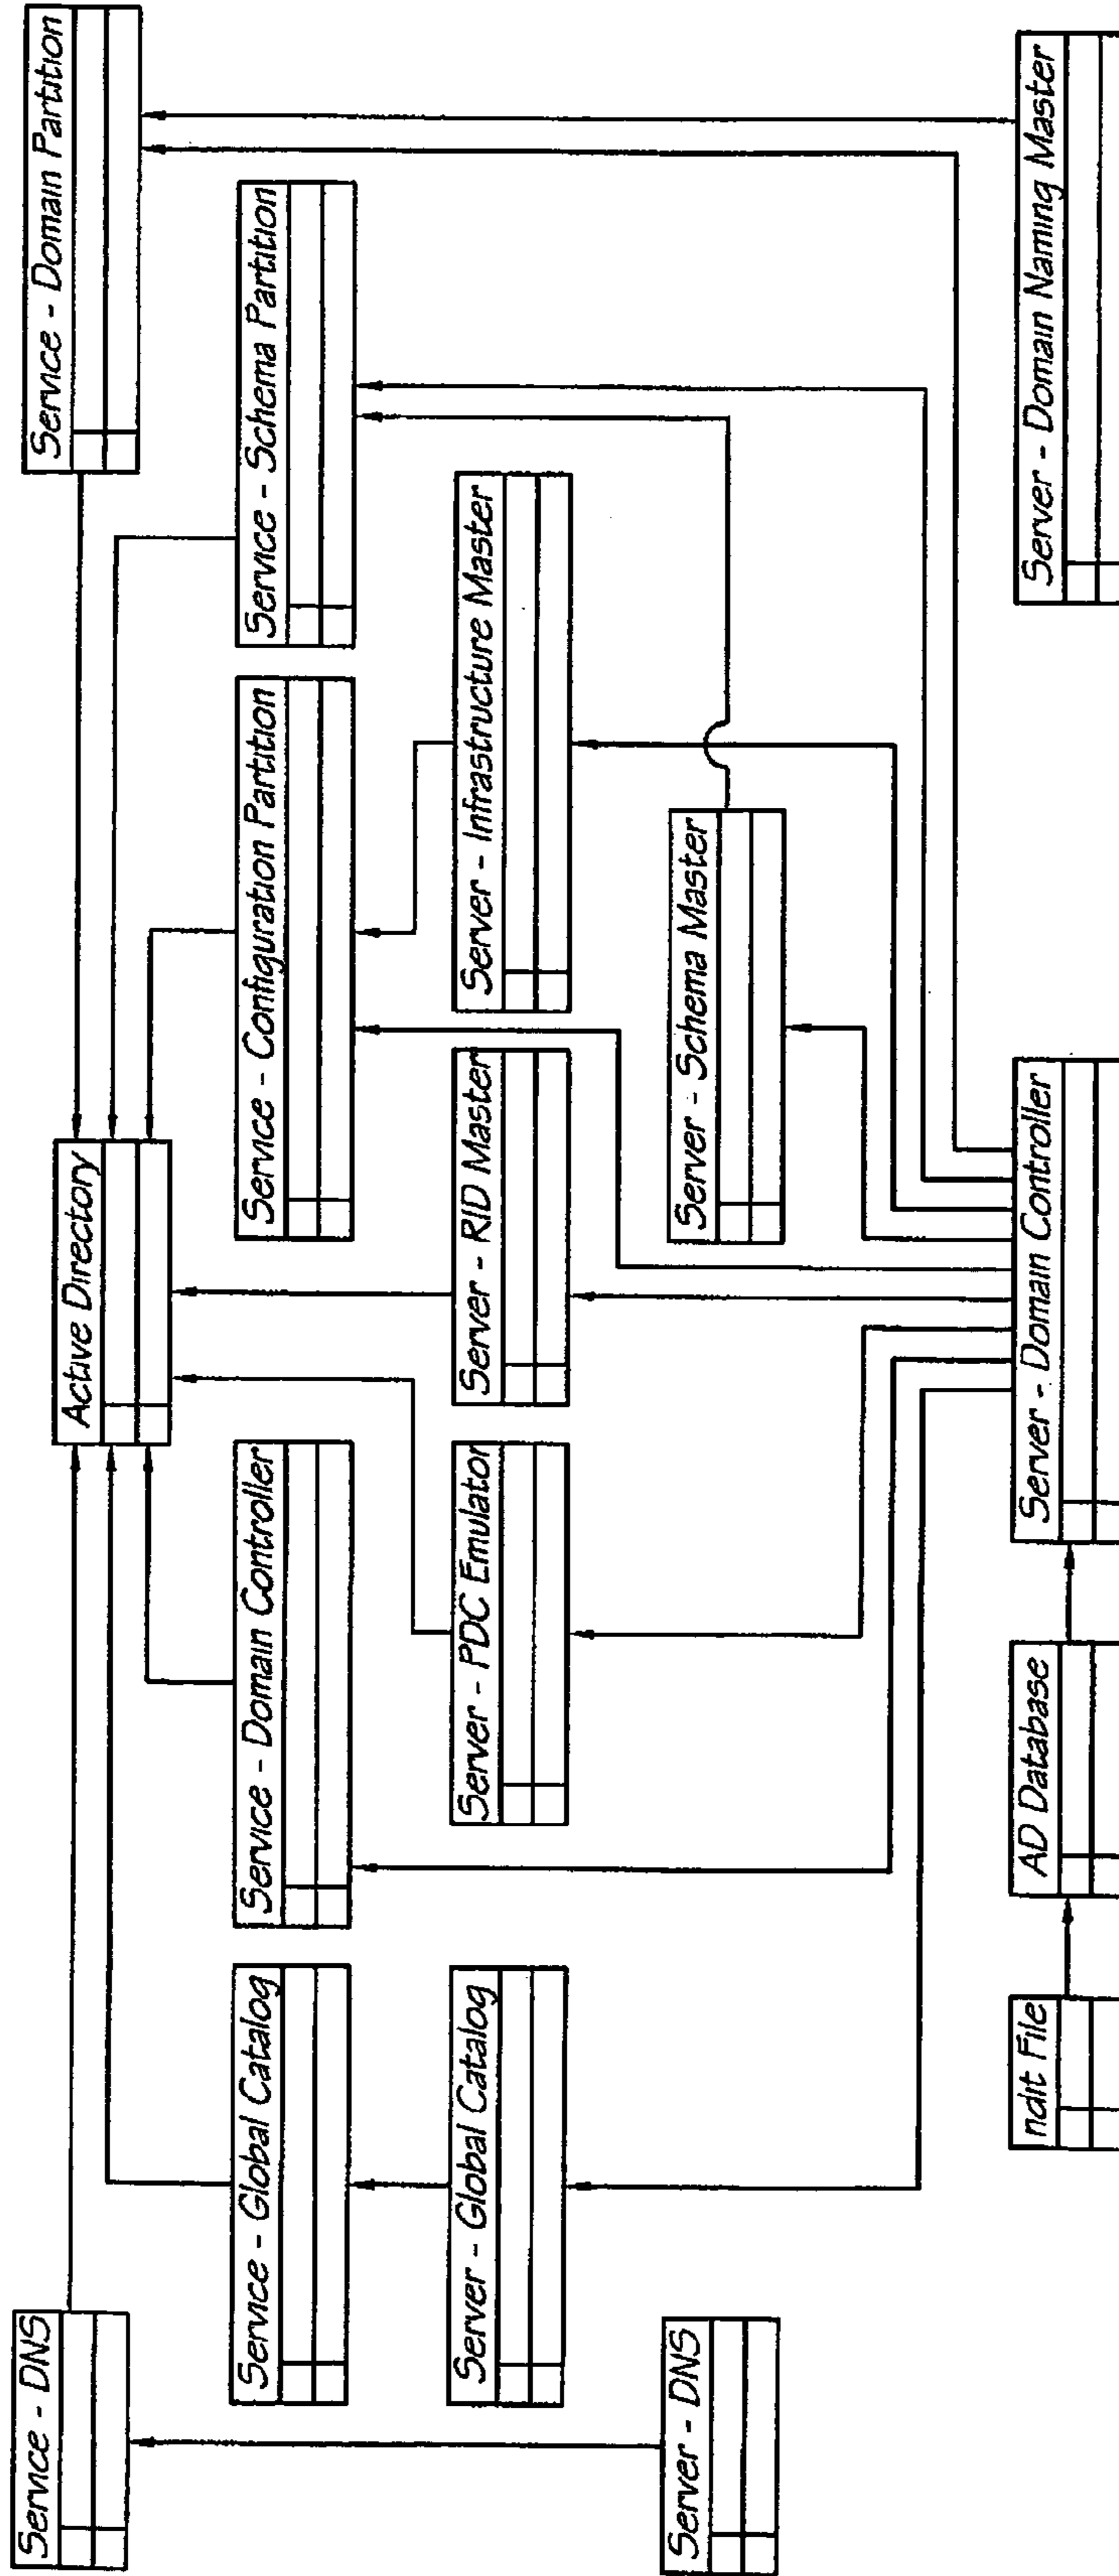 Service - DNS
Active Directory
Service - Domain Partition
Service - Global Catalog
Service - Domain Controller
Service - Configuration Partition
Service - Schema Partition
Server - Global Catalog
Server - PDC Emulator
Server - RID Master
Server - Infrastructure Master
Server - DNS
Server - Schema Master
ndit File
AD Database
Server - Domain Controller
Server - Domain Naming Master